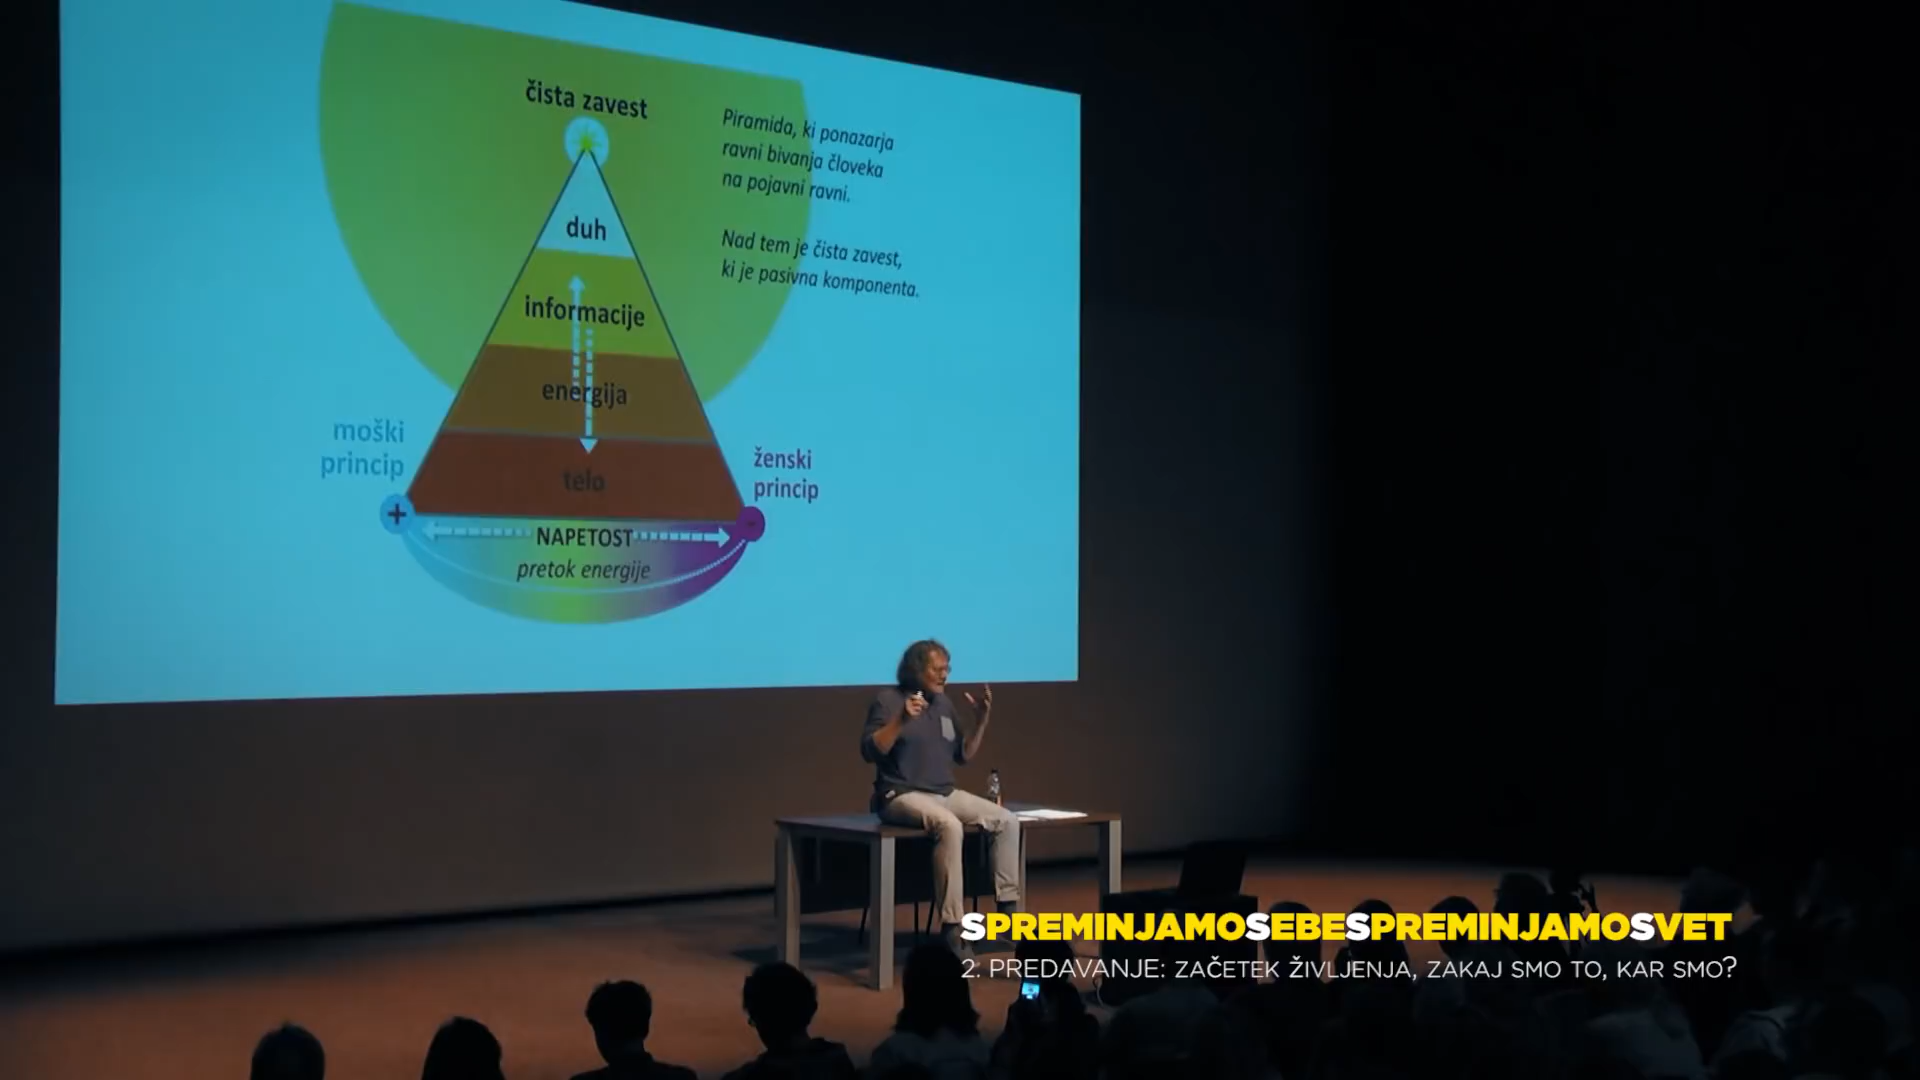 čista zavest
Piramida, ki ponazarja
ravni bivanja človeka
na pojavni ravni.
Nad tem je čista zavest,
ki je pasivna komponenta.
duh
informacije
energija
telo
moški
princip
ženski
princip
+
-
NAPETOST
pretok energije
SPREMINJAMOSEBESPREMINJAMOSVET
2. PREDAVANJE: ZAČETEK ŽIVLJENJA, ZAKAJ SMO TO, KAR SMO?